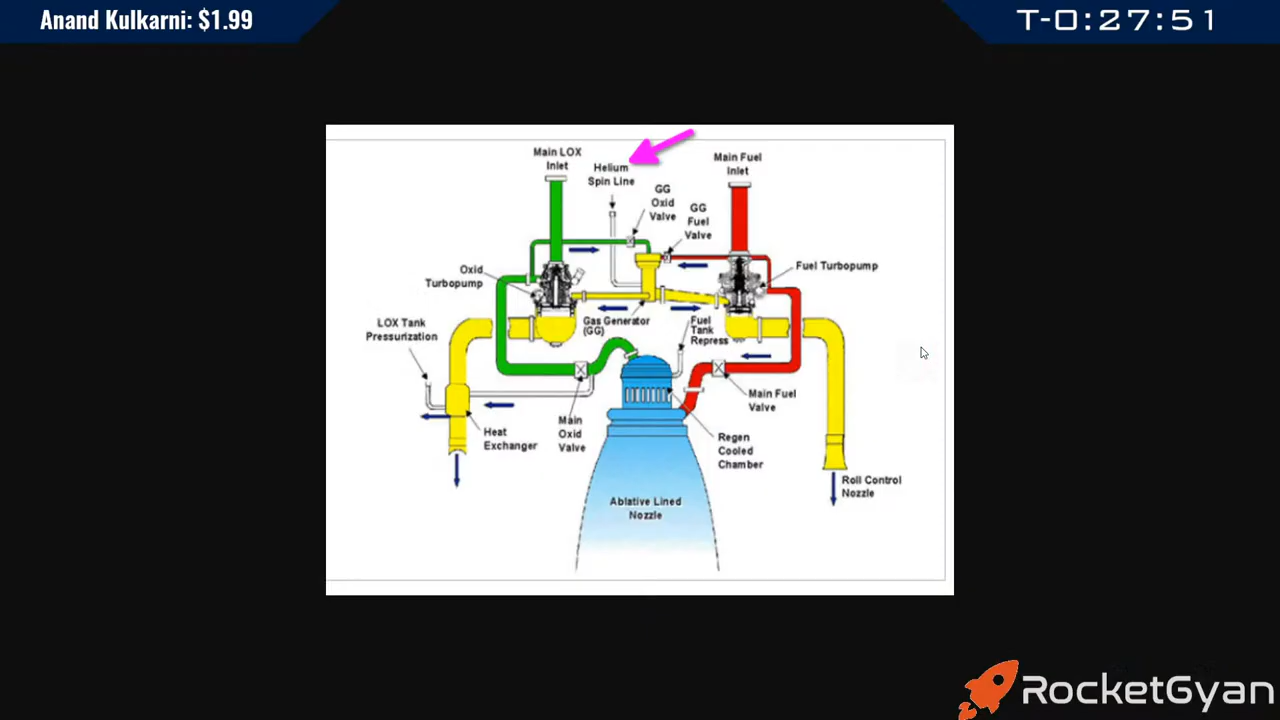 Anand Kulkarni: $1.99
T-0:27:51
Main LOX
Inlet
Helium
Spin Line
Main Fuel
Inlet
GG
Oxid
Valve
GG
Fuel
Valve
Oxid
Turbopump
Fuel Turbopump
LOX Tank
Pressurization
Gas Generator
(GG)
Fuel
Tank
Repress
Main Fuel
Valve
Heat
Exchanger
Main
Oxid
Valve
Regen
Cooled
Chamber
Roll Control
Nozzle
Ablative Lined
Nozzle
RocketGyan